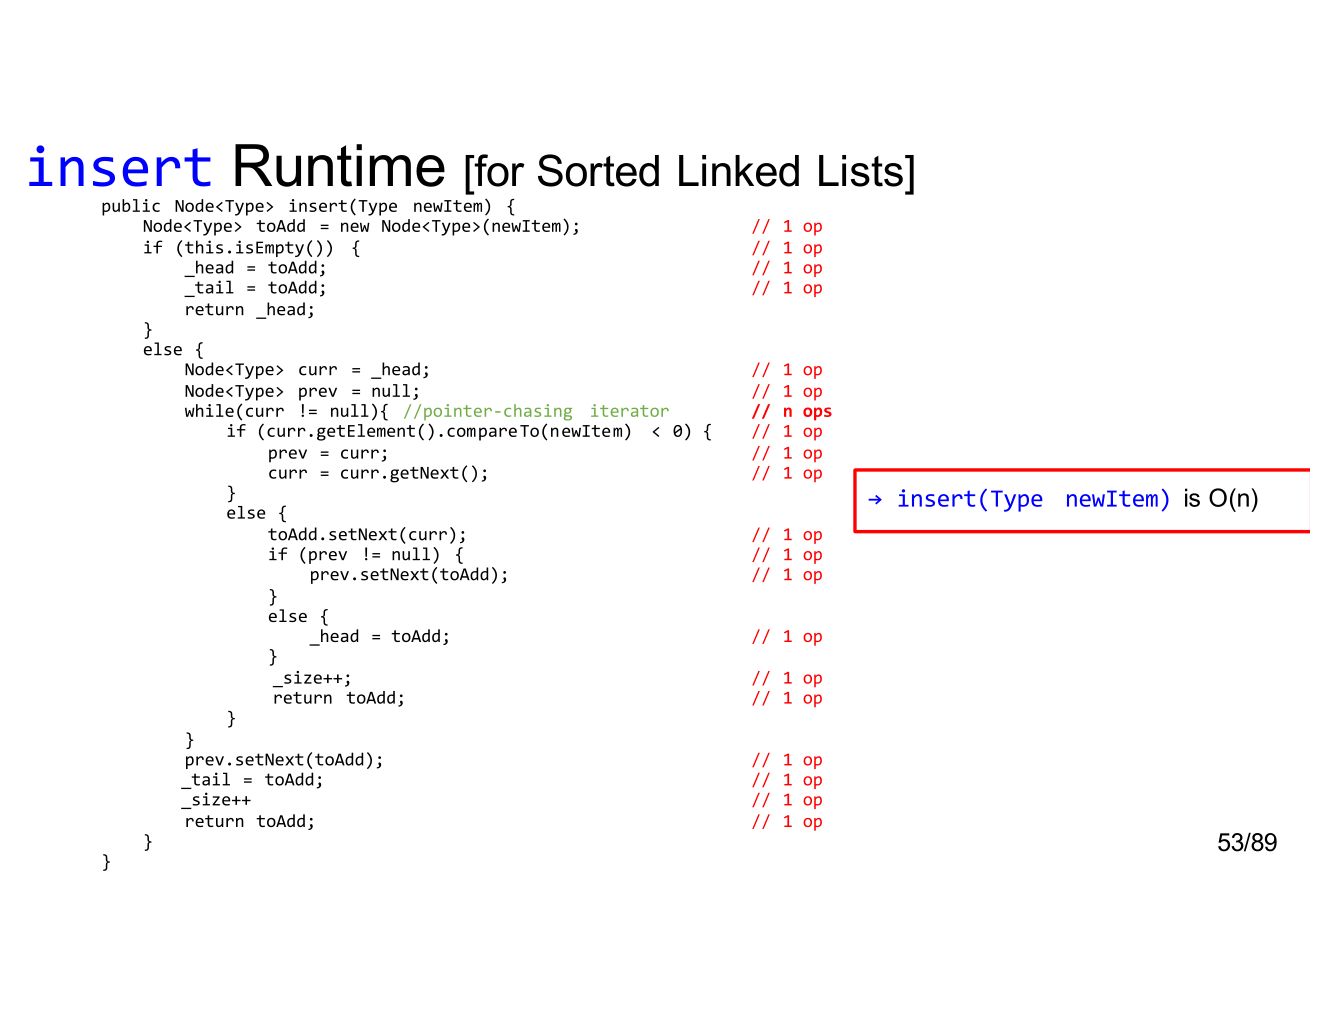 insert Runtime [for Sorted Linked Lists]
public Node<Type> insert(Type newItem) {
Node<Type> toAdd = new Node<Type>(newItem); // 1 op
if (this.isEmpty()) { // 1 op
_head = toAdd; // 1 op
_tail = toAdd; // 1 op
return _head;
}
else {
Node<Type> curr = _head; // 1 op
Node<Type> prev = null; // 1 op
while(curr != null){ //pointer-chasing iterator // n ops
if (curr.getElement().compareTo(newItem) < 0) { // 1 op
prev = curr; // 1 op
curr = curr.getNext(); // 1 op
}
else {
toAdd.setNext(curr); // 1 op
if (prev != null) { // 1 op
prev.setNext(toAdd); // 1 op
}
else {
_head = toAdd; // 1 op
}
_size++; // 1 op
return toAdd; // 1 op
}
}
prev.setNext(toAdd); // 1 op
_tail = toAdd; // 1 op
_size++ // 1 op
return toAdd; // 1 op
}
}
→ insert(Type newItem) is O(n)
53/89